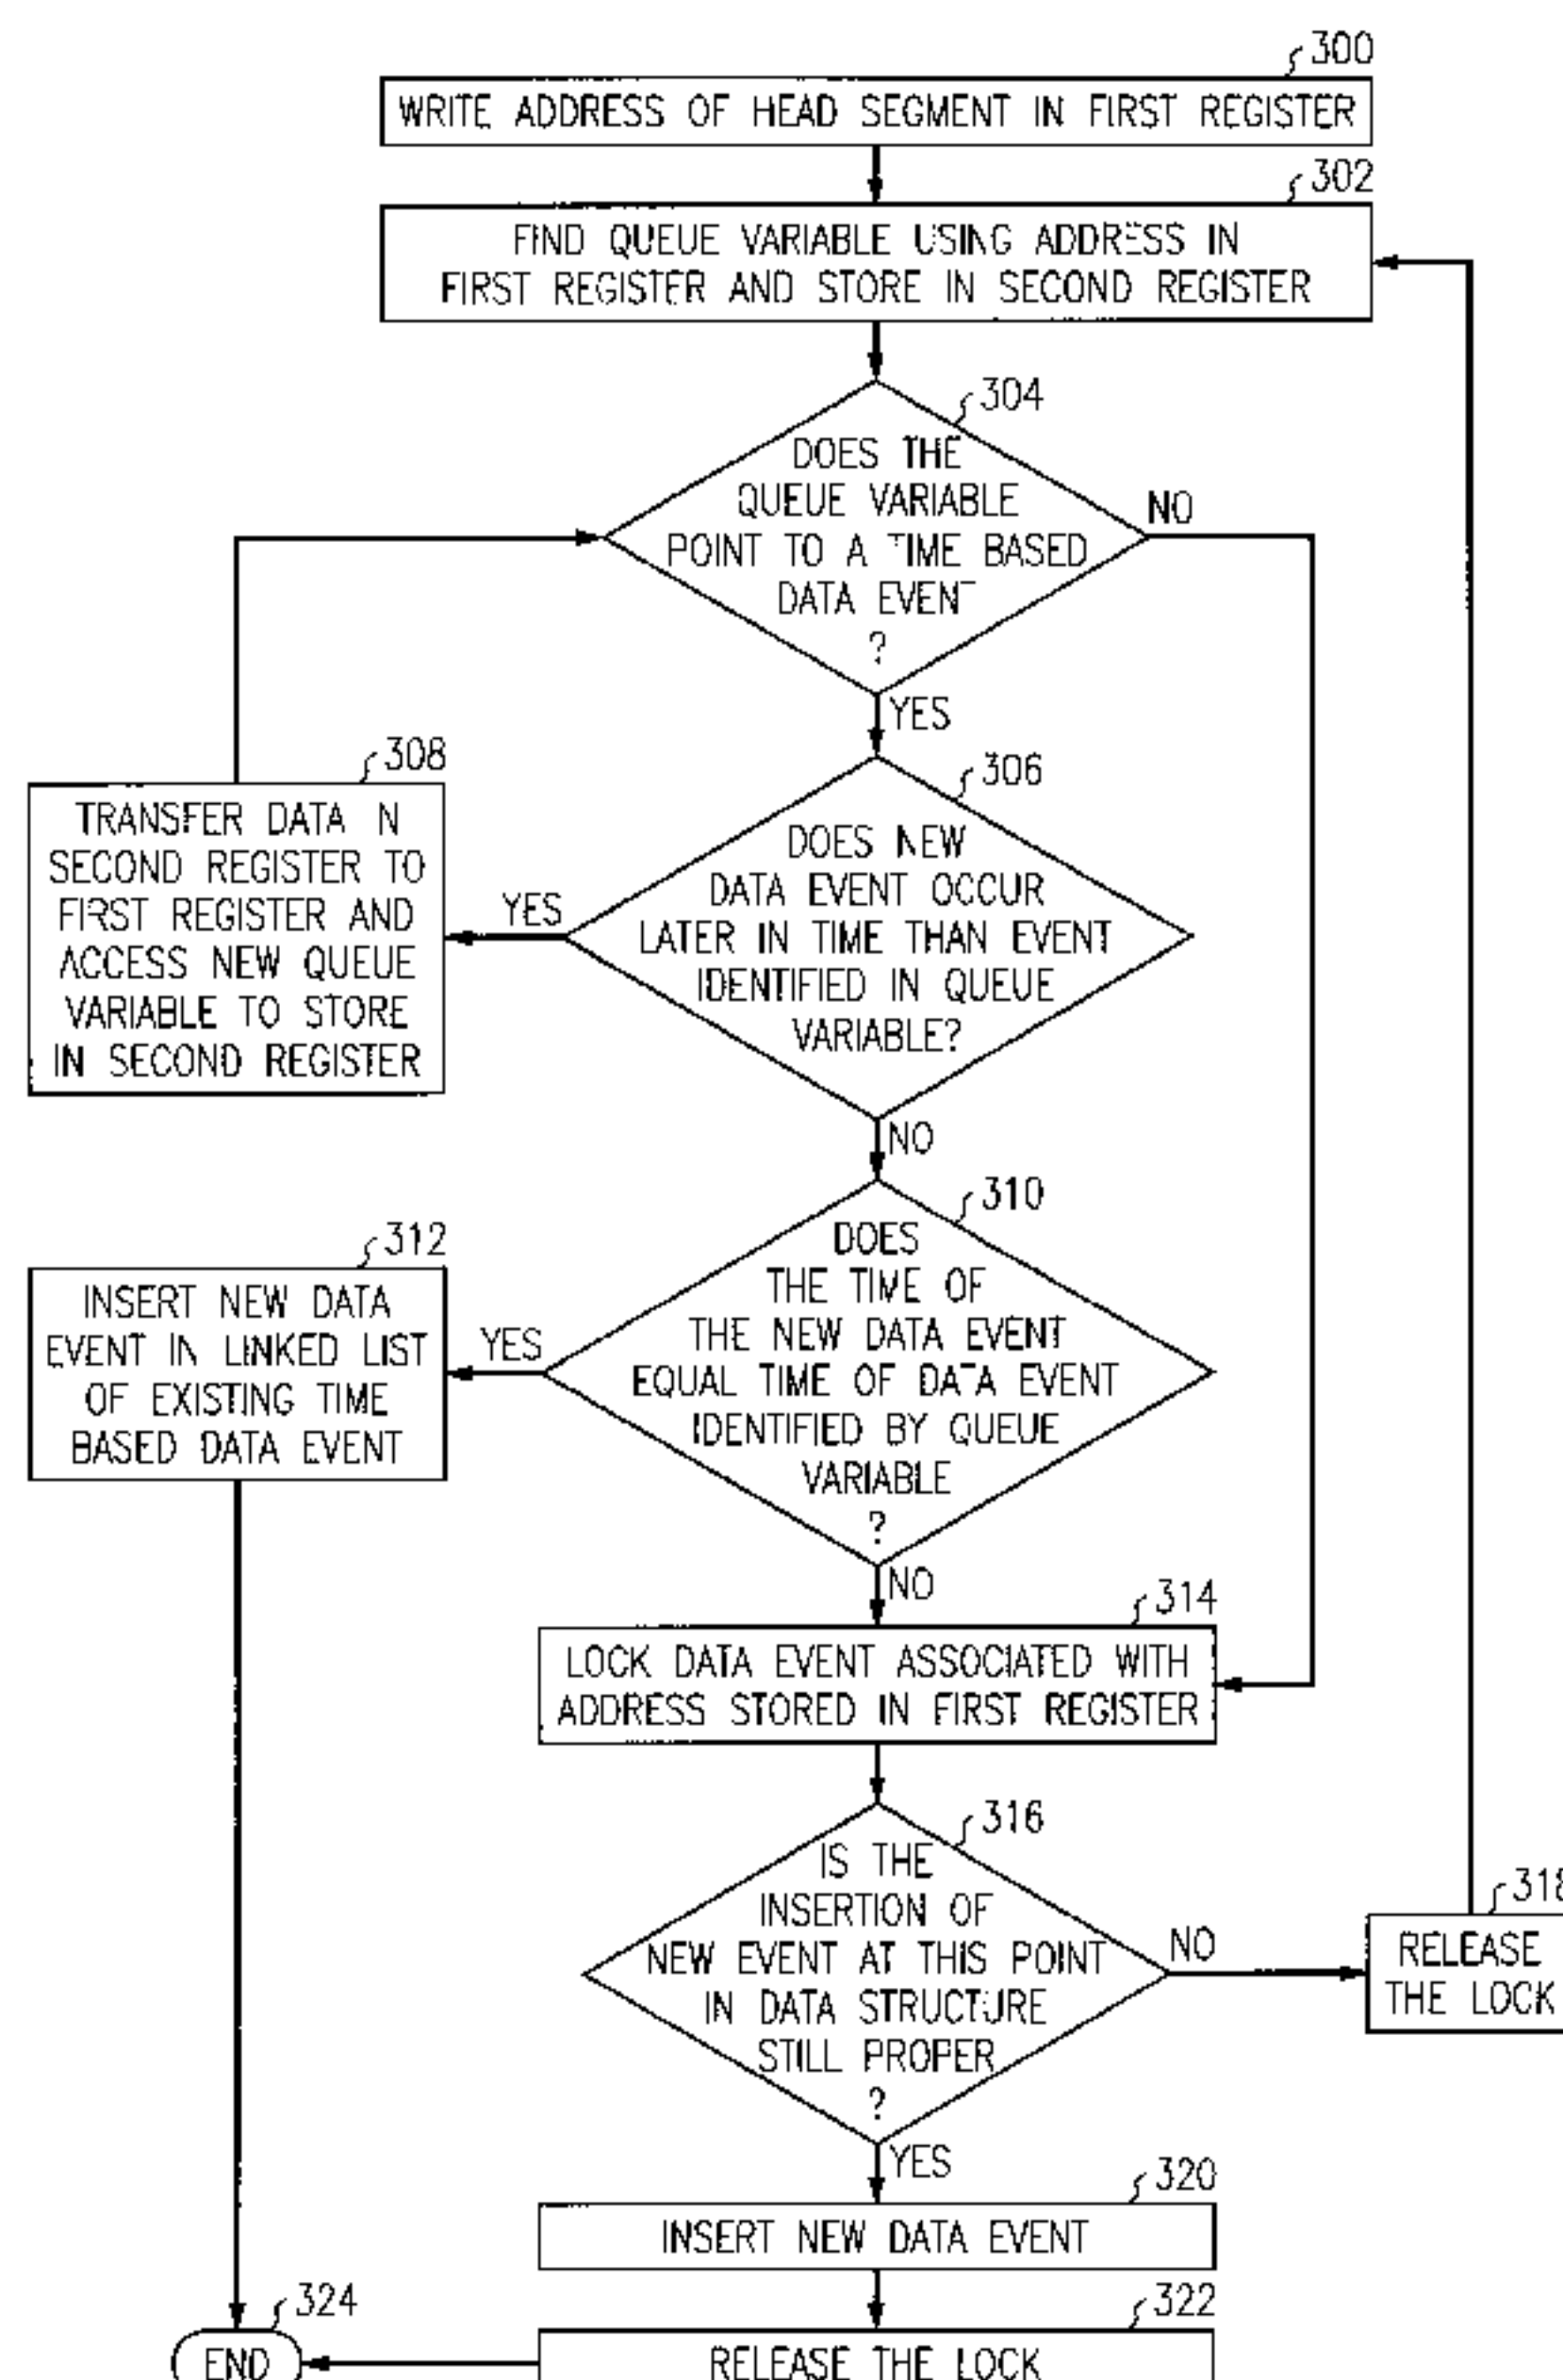 300
WRITE ADDRESS OF HEAD SEGMENT IN FIRST REGISTER
302
FIND QUEUE VARIABLE USING ADDRESS IN
FIRST REGISTER AND STORE IN SECOND REGISTER
304
DOES THE
QUEUE VARIABLE
POINT TO A TIME BASED
DATA EVENT
?
NO
YES
308
TRANSFER DATA N
SECOND REGISTER TO
FIRST REGISTER AND
ACCESS NEW QUEUE
VARIABLE TO STORE
IN SECOND REGISTER
306
DOES NEW
DATA EVENT OCCUR
LATER IN TIME THAN EVENT
IDENTIFIED IN QUEUE
VARIABLE?
YES
NO
310
DOES
THE TIME OF
THE NEW DATA EVENT
EQUAL TIME OF DATA EVENT
IDENTIFIED BY QUEUE
VARIABLE
?
YES
NO
312
INSERT NEW DATA
EVENT IN LINKED LIST
OF EXISTING TIME
BASED DATA EVENT
314
LOCK DATA EVENT ASSOCIATED WITH
ADDRESS STORED IN FIRST REGISTER
316
IS THE
INSERTION OF
NEW EVENT AT THIS POINT
IN DATA STRUCTURE
STILL PROPER
?
NO
YES
318
RELEASE
THE LOCK
320
INSERT NEW DATA EVENT
322
RELEASE THE LOCK
324
END